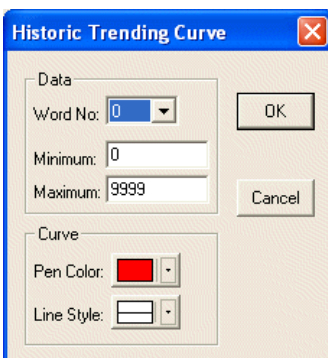 Historic Trending Curve
Data
Word No: 0
OK
Minimum: 0
Maximum: 9999
Cancel
Curve
Pen Color:
Line Style: